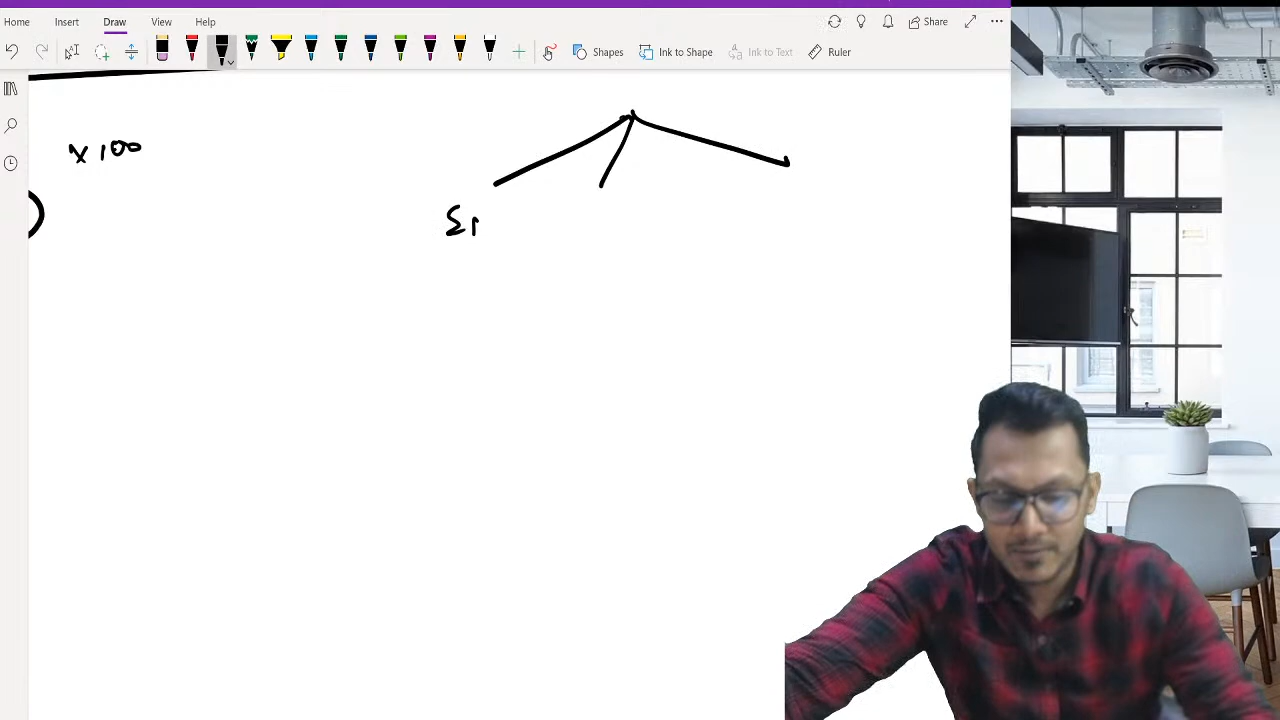 Home Insert Draw View Help Share
Shapes Ink to Shape Ink to Text Ruler
x 100
)